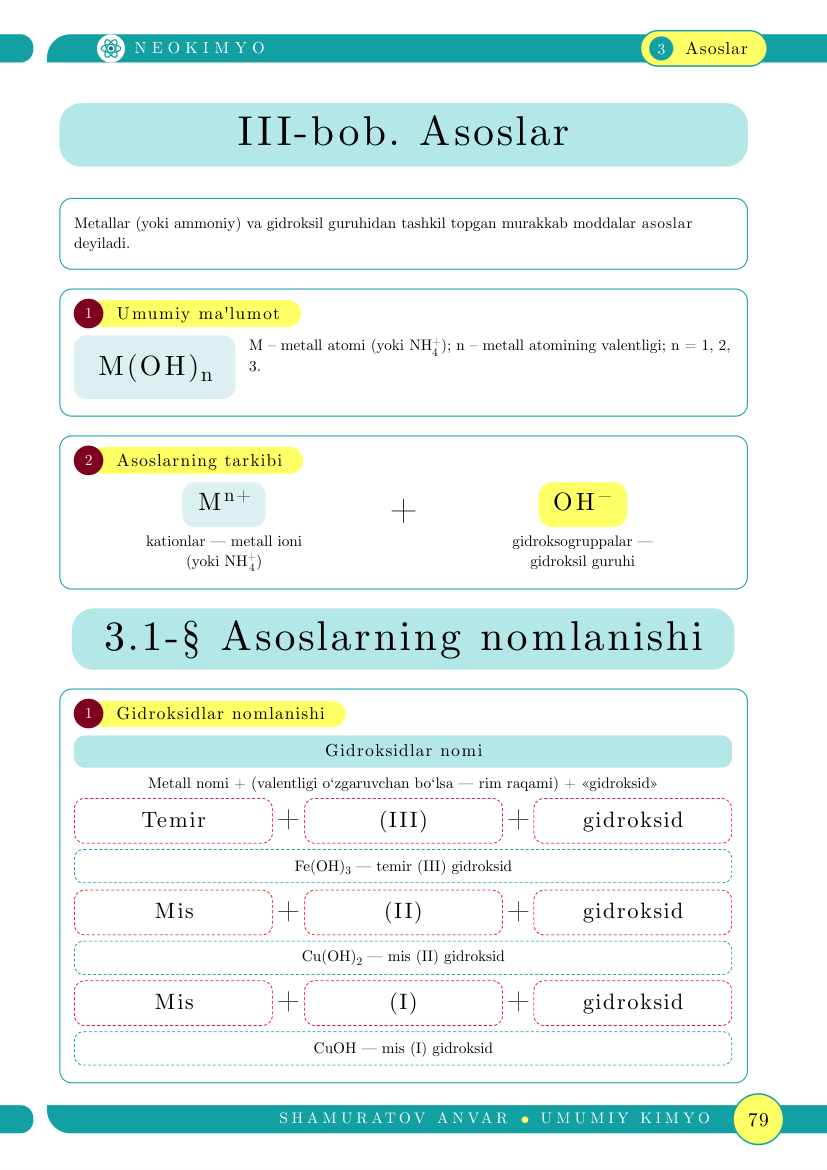 NEOKIMYO
3 Asoslar
III-bob. Asoslar
Metallar (yoki ammoniy) va gidroksil guruhidan tashkil topgan murakkab moddalar asoslar
deyiladi.
1 Umumiy ma'lumot
M(OH)ₙ
M – metall atomi (yoki NH₄⁺); n – metall atomining valentligi; n = 1, 2,
3.
2 Asoslarning tarkibi
Mⁿ⁺ + OH⁻
kationlar — metall ioni
(yoki NH₄⁺)
gidroksogruppalar —
gidroksil guruhi
3.1-§ Asoslarning nomlanishi
1 Gidroksidlar nomlanishi
Gidroksidlar nomi
Metall nomi + (valentligi o‘zgaruvchan bo‘lsa — rim raqami) + «gidroksid»
Temir + (III) + gidroksid
Fe(OH)₃ — temir (III) gidroksid
Mis + (II) + gidroksid
Cu(OH)₂ — mis (II) gidroksid
Mis + (I) + gidroksid
CuOH — mis (I) gidroksid
SHAMURATOV ANVAR • UMUMIY KIMYO 79